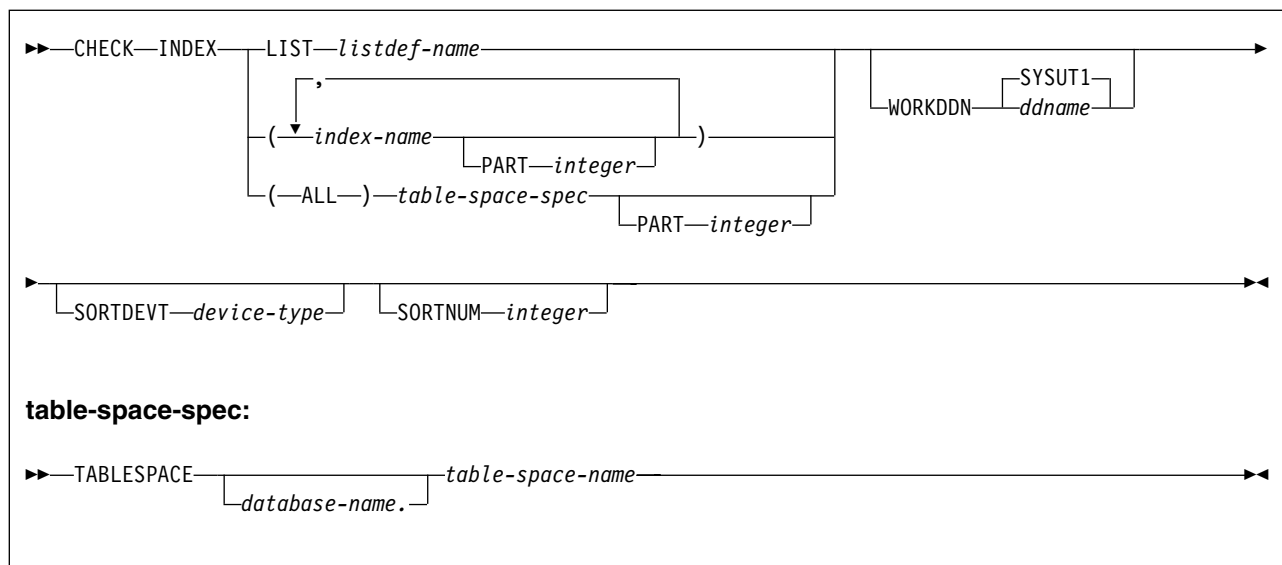 CHECK INDEX LIST listdef-name
,
SYSUT1
WORKDDN ddname
( index-name )
PART integer
( ALL ) table-space-spec
PART integer
SORTDEVT device-type SORTNUM integer
table-space-spec:
TABLESPACE table-space-name
database-name.